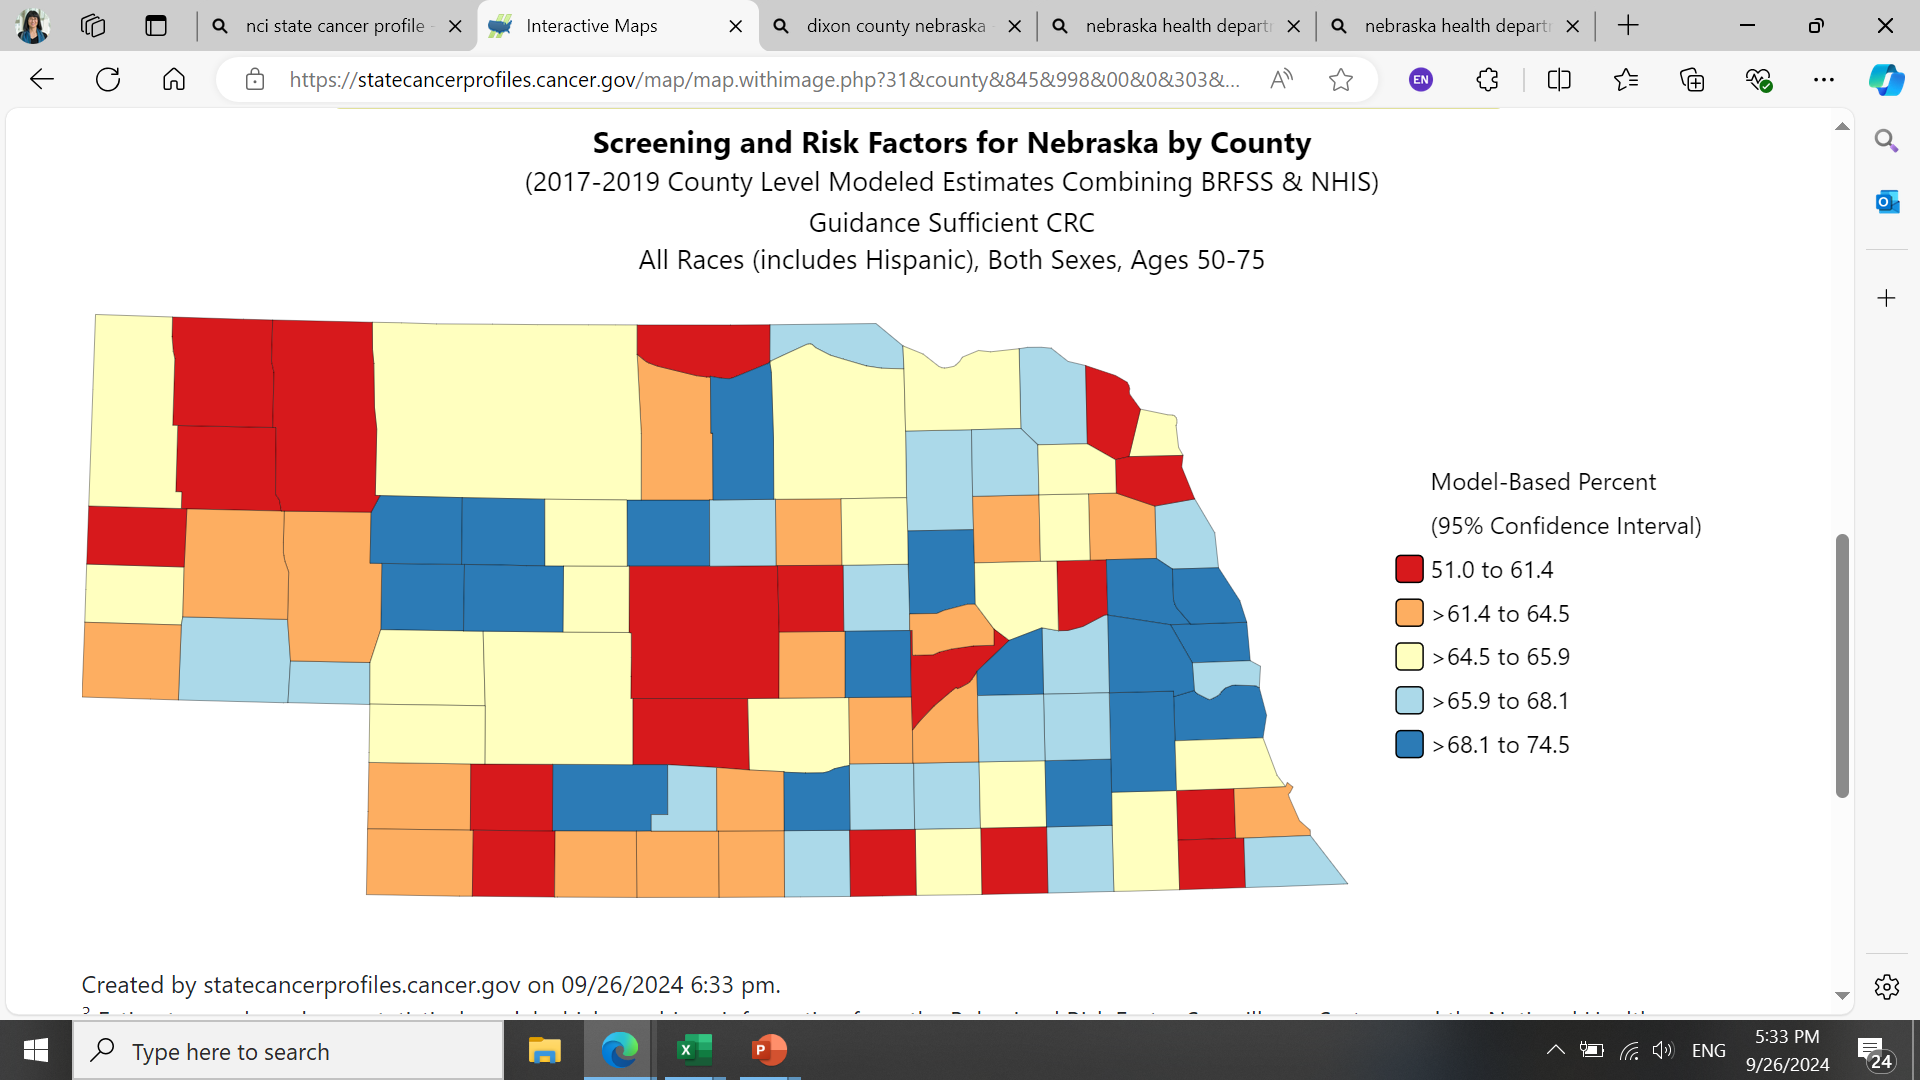 nci state cancer profile
Interactive Maps
dixon county nebraska
nebraska health depart
nebraska health depart
https://statecancerprofiles.cancer.gov/map/map.withimage.php?31&county&845&998&00&0&303&...
EN
Screening and Risk Factors for Nebraska by County
(2017-2019 County Level Modeled Estimates Combining BRFSS & NHIS)
Guidance Sufficient CRC
All Races (includes Hispanic), Both Sexes, Ages 50-75
Model-Based Percent
(95% Confidence Interval)
51.0 to 61.4
>61.4 to 64.5
>64.5 to 65.9
>65.9 to 68.1
>68.1 to 74.5
Created by statecancerprofiles.cancer.gov on 09/26/2024 6:33 pm.
Type here to search
ENG
5:33 PM
9/26/2024
24